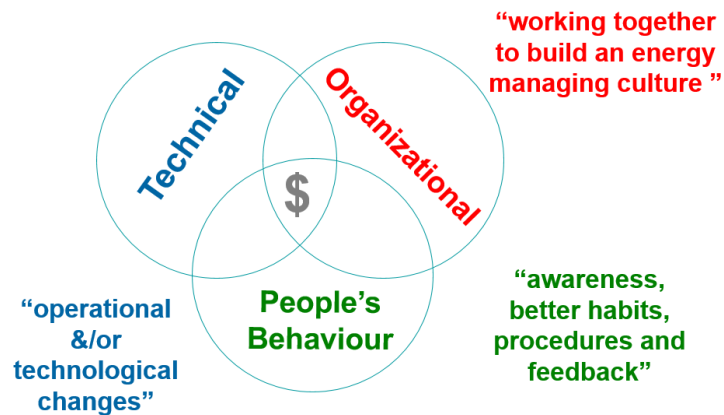 “working together
to build an energy
managing culture ”
Technical
Organizational
$
People’s
Behaviour
“operational
&/or
technological
changes”
“awareness,
better habits,
procedures and
feedback”